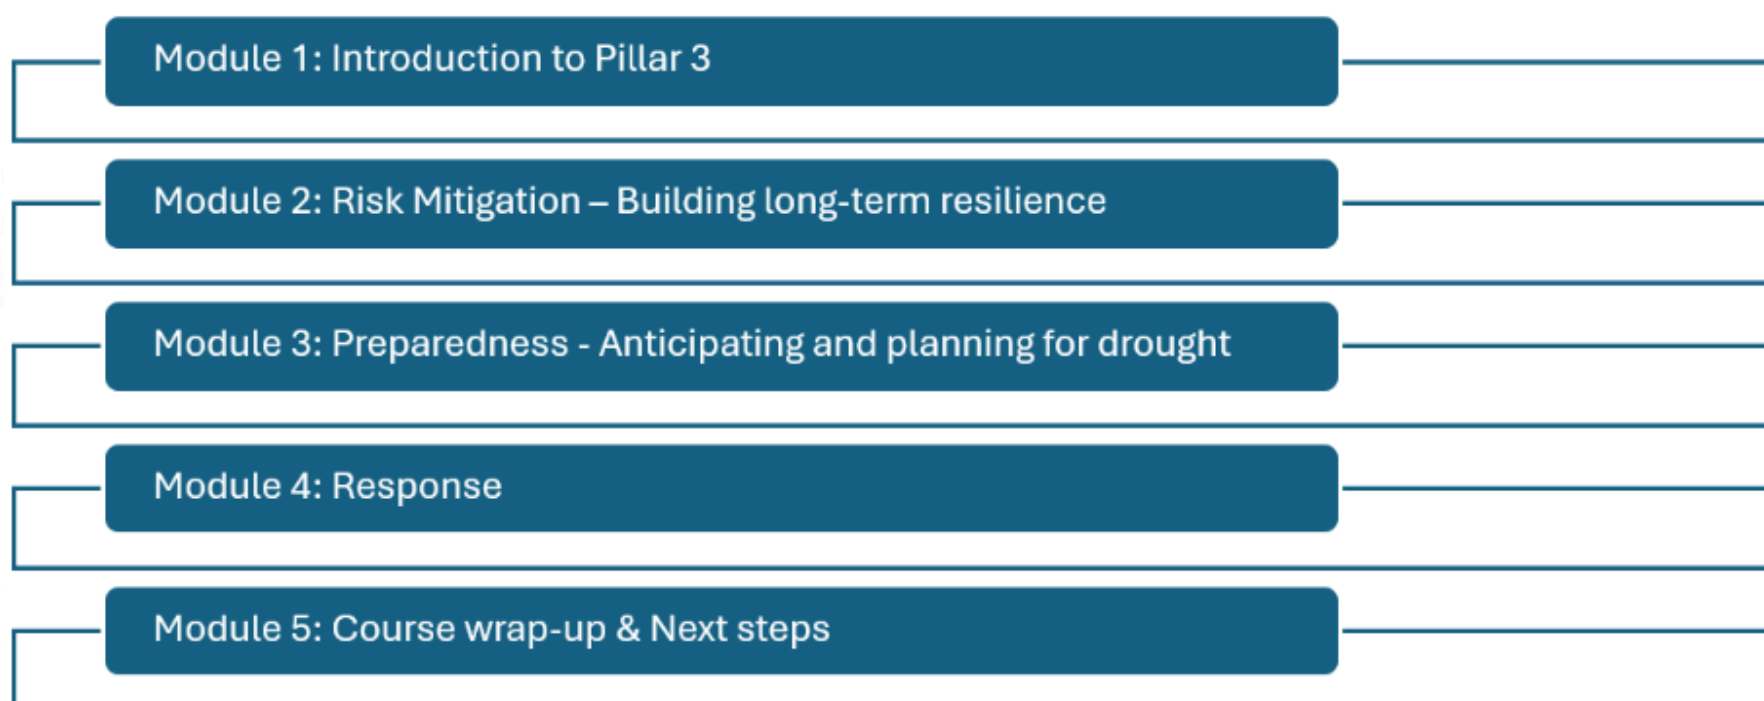 Module 1: Introduction to Pillar 3
Module 2: Risk Mitigation – Building long-term resilience
Module 3: Preparedness - Anticipating and planning for drought
Module 4: Response
Module 5: Course wrap-up & Next steps